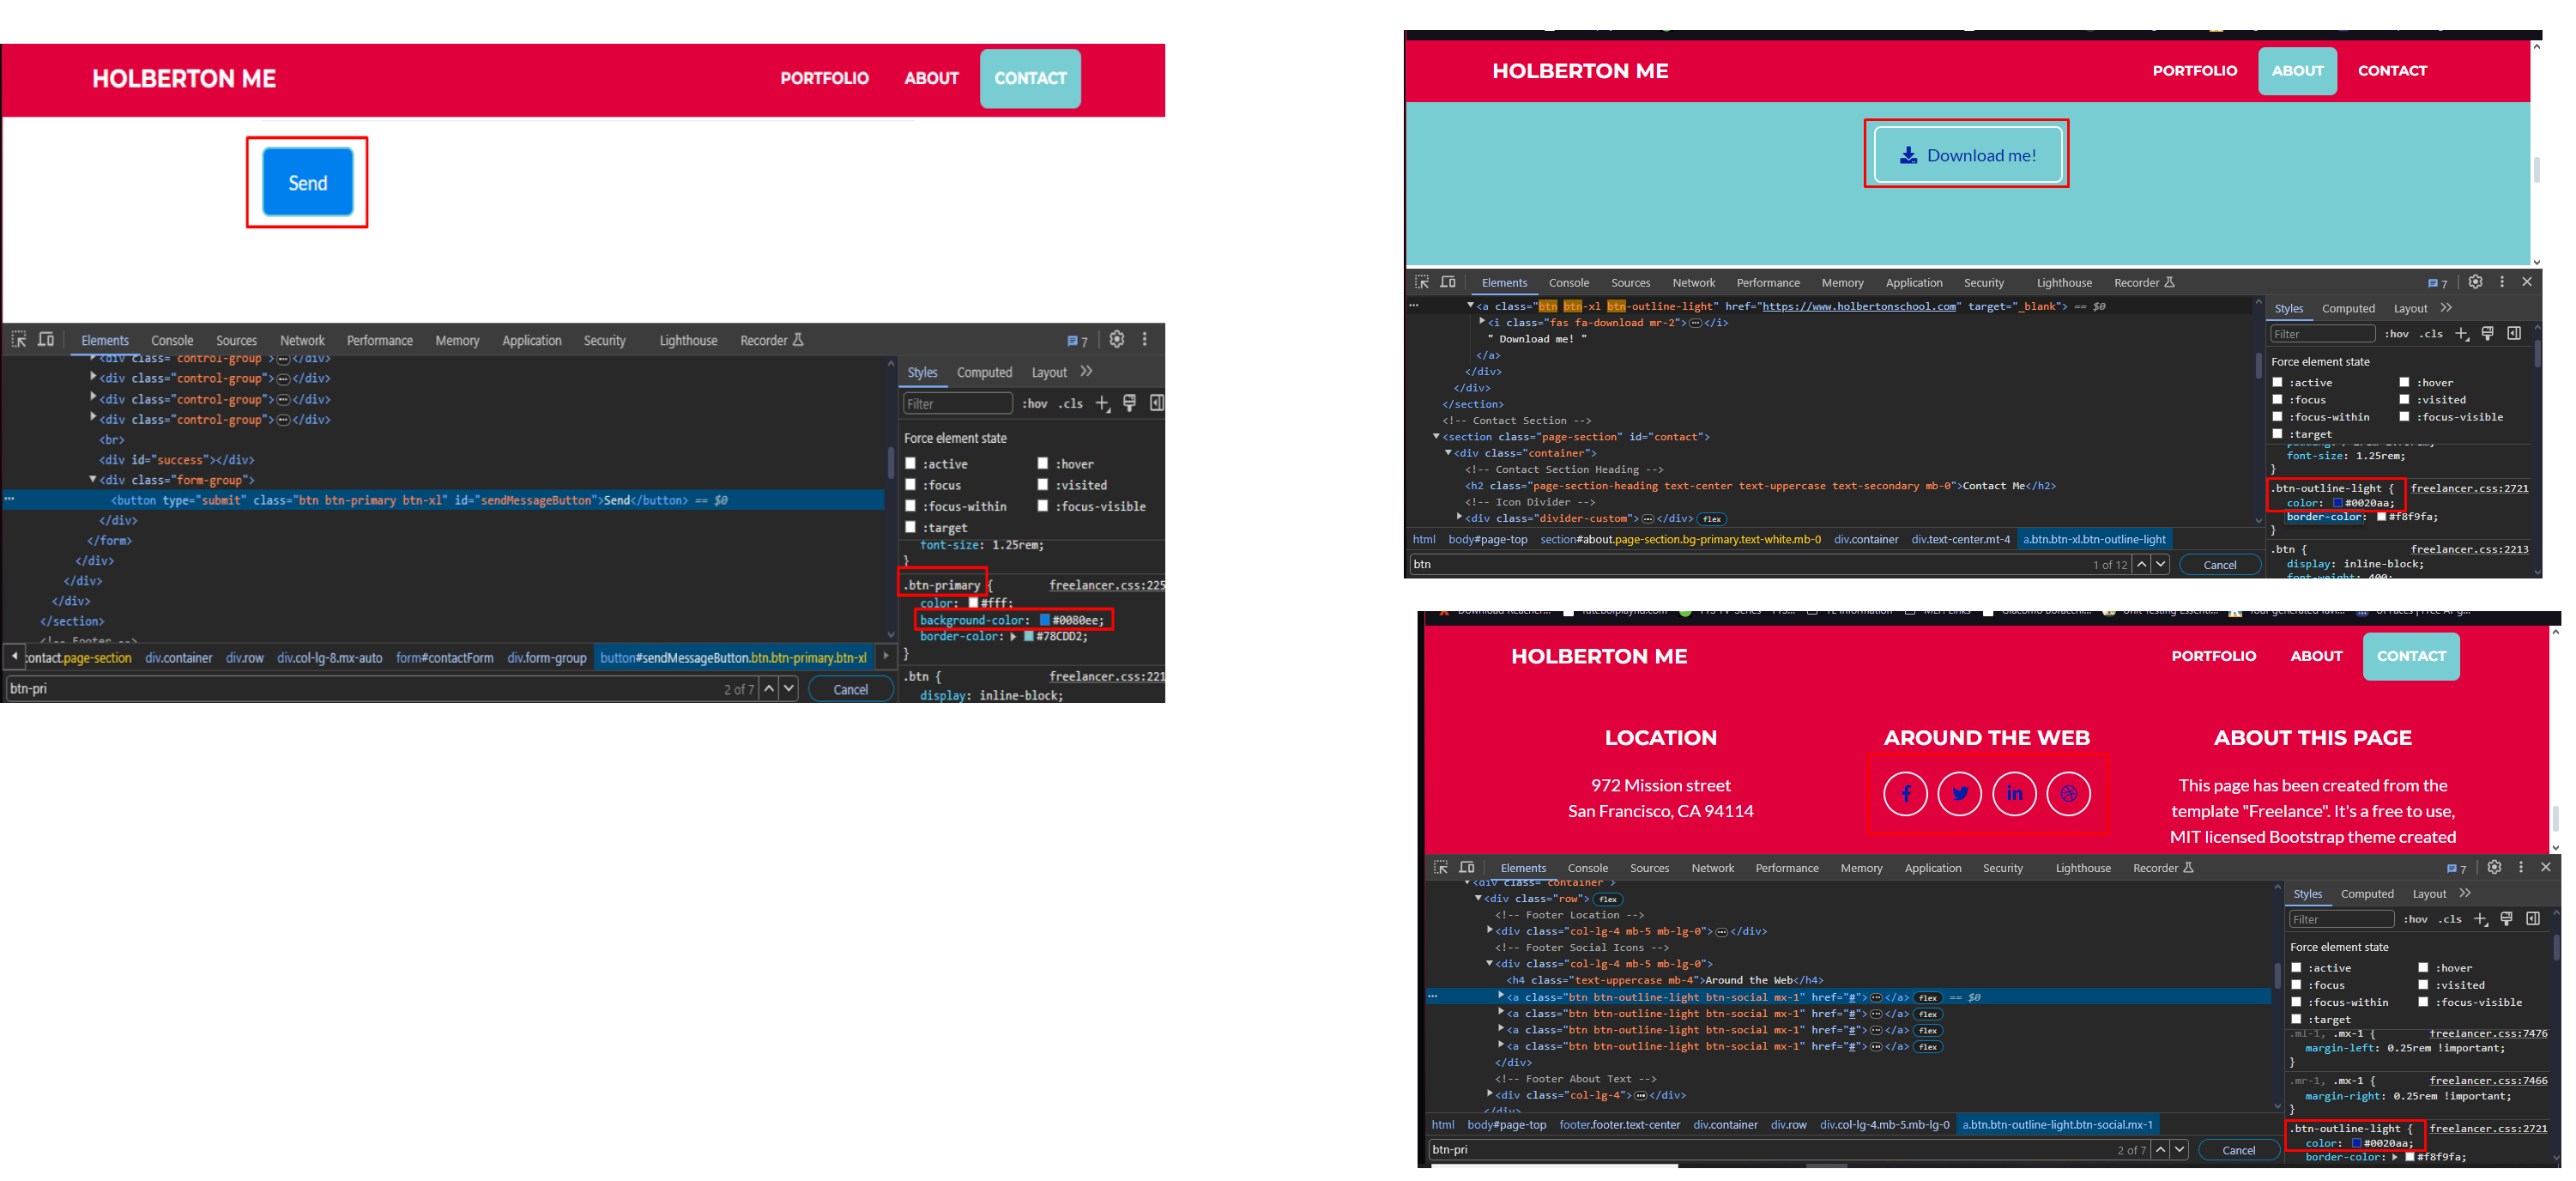 HOLBERTON ME
PORTFOLIO ABOUT CONTACT
Send
Elements Console Sources Network Performance Memory Application Security Lighthouse Recorder 7
<div class="control-group">…</div>
<div class="control-group">…</div>
<div class="control-group">…</div>
<div class="control-group">…</div>
<br>
<div id="success"></div>
<div class="form-group">
<button type="submit" class="btn btn-primary btn-xl" id="sendMessageButton">Send</button> == $0
</div>
</form>
</div>
</div>
</div>
</section>
<!-- Footer -->
contact.page-section div.container div.row div.col-lg-8.mx-auto form#contactForm div.form-group button#sendMessageButton.btn.btn-primary.btn-xl
btn-pri 2 of 7 Cancel
Styles Computed Layout
Filter :hov .cls
Force element state
:active :hover
:focus :visited
:focus-within :focus-visible
:target
font-size: 1.25rem;
}
.btn-primary { freelancer.css:225
color: #fff;
background-color: #0080ee;
border-color: #78CDD2;
}
.btn { freelancer.css:221
display: inline-block;
HOLBERTON ME
PORTFOLIO ABOUT CONTACT
Download me!
Elements Console Sources Network Performance Memory Application Security Lighthouse Recorder 7
<a class="btn btn-xl btn-outline-light" href="https://www.holbertonschool.com" target="_blank"> == $0
<i class="fas fa-download mr-2">…</i>
" Download me! "
</a>
</div>
</div>
</section>
<!-- Contact Section -->
<section class="page-section" id="contact">
<div class="container">
<!-- Contact Section Heading -->
<h2 class="page-section-heading text-center text-uppercase text-secondary mb-0">Contact Me</h2>
<!-- Icon Divider -->
<div class="divider-custom">…</div> flex
html body#page-top section#about.page-section.bg-primary.text-white.mb-0 div.container div.text-center.mt-4 a.btn.btn-xl.btn-outline-light
btn 1 of 12 Cancel
Styles Computed Layout
Filter :hov .cls
Force element state
:active :hover
:focus :visited
:focus-within :focus-visible
:target
font-size: 1.25rem;
}
.btn-outline-light { freelancer.css:2721
color: #0020aa;
border-color: #f8f9fa;
}
.btn { freelancer.css:2213
display: inline-block;
font-weight: 400;
HOLBERTON ME
PORTFOLIO ABOUT CONTACT
LOCATION
972 Mission street
San Francisco, CA 94114
AROUND THE WEB
ABOUT THIS PAGE
This page has been created from the
template "Freelance". It's a free to use,
MIT licensed Bootstrap theme created
Elements Console Sources Network Performance Memory Application Security Lighthouse Recorder 7
<div class="container">
<div class="row"> flex
<!-- Footer Location -->
<div class="col-lg-4 mb-5 mb-lg-0">…</div>
<!-- Footer Social Icons -->
<div class="col-lg-4 mb-5 mb-lg-0">
<h4 class="text-uppercase mb-4">Around the Web</h4>
<a class="btn btn-outline-light btn-social mx-1" href="#">…</a> flex == $0
<a class="btn btn-outline-light btn-social mx-1" href="#">…</a> flex
<a class="btn btn-outline-light btn-social mx-1" href="#">…</a> flex
<a class="btn btn-outline-light btn-social mx-1" href="#">…</a> flex
</div>
<!-- Footer About Text -->
<div class="col-lg-4">…</div>
</div>
html body#page-top footer.footer.text-center div.container div.row div.col-lg-4.mb-5.mb-lg-0 a.btn.btn-outline-light.btn-social.mx-1
btn-pri 2 of 7 Cancel
Styles Computed Layout
Filter :hov .cls
Force element state
:active :hover
:focus :visited
:focus-within :focus-visible
:target
.ml-1, .mx-1 { freelancer.css:7476
margin-left: 0.25rem !important;
}
.mr-1, .mx-1 { freelancer.css:7466
margin-right: 0.25rem !important;
}
.btn-outline-light { freelancer.css:2721
color: #0020aa;
border-color: #f8f9fa;